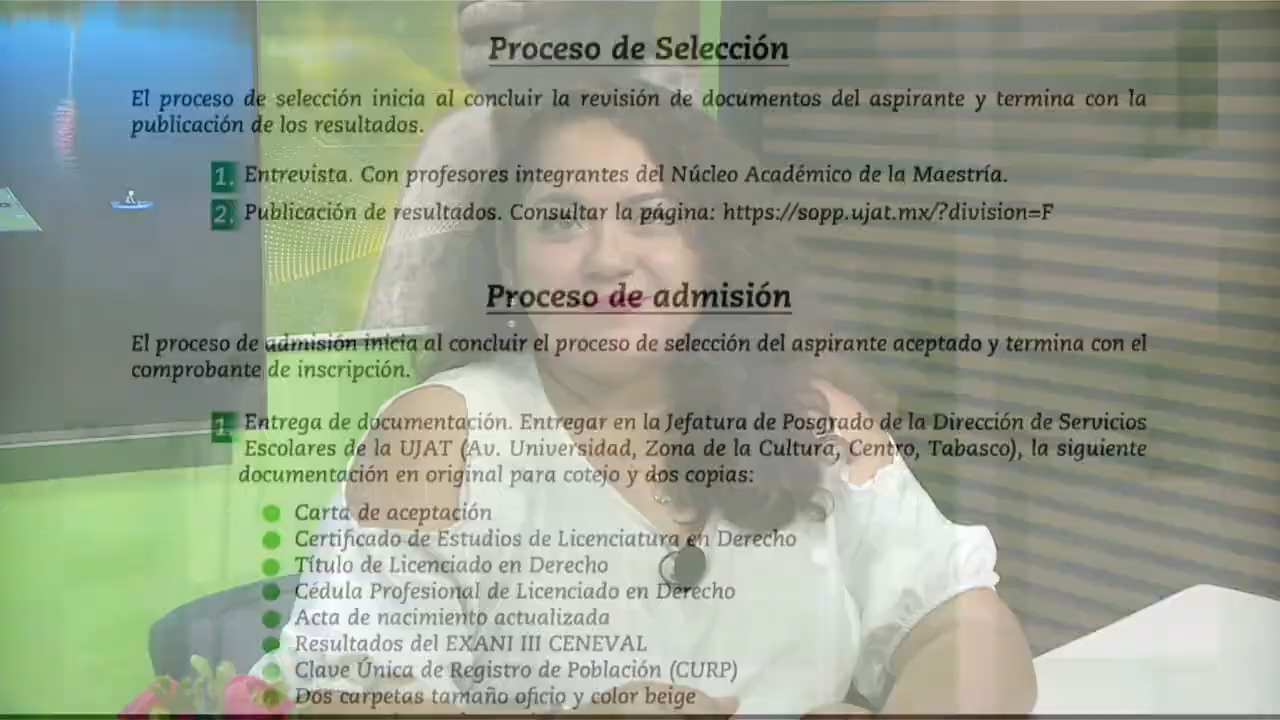 Proceso de Selección
El proceso de selección inicia al concluir la revisión de documentos del aspirante y termina con la
publicación de los resultados.
1. Entrevista. Con profesores integrantes del Núcleo Académico de la Maestría.
2. Publicación de resultados. Consultar la página: https://sopp.ujat.mx/?division=F
Proceso de admisión
El proceso de admisión inicia al concluir el proceso de selección del aspirante aceptado y termina con el
comprobante de inscripción.
1. Entrega de documentación. Entregar en la Jefatura de Posgrado de la Dirección de Servicios
Escolares de la UJAT (Av. Universidad, Zona de la Cultura, Centro, Tabasco), la siguiente
documentación en original para cotejo y dos copias:
Carta de aceptación
Certificado de Estudios de Licenciatura en Derecho
Título de Licenciado en Derecho
Cédula Profesional de Licenciado en Derecho
Acta de nacimiento actualizada
Resultados del EXANI III CENEVAL
Clave Única de Registro de Población (CURP)
Dos carpetas tamaño oficio y color beige